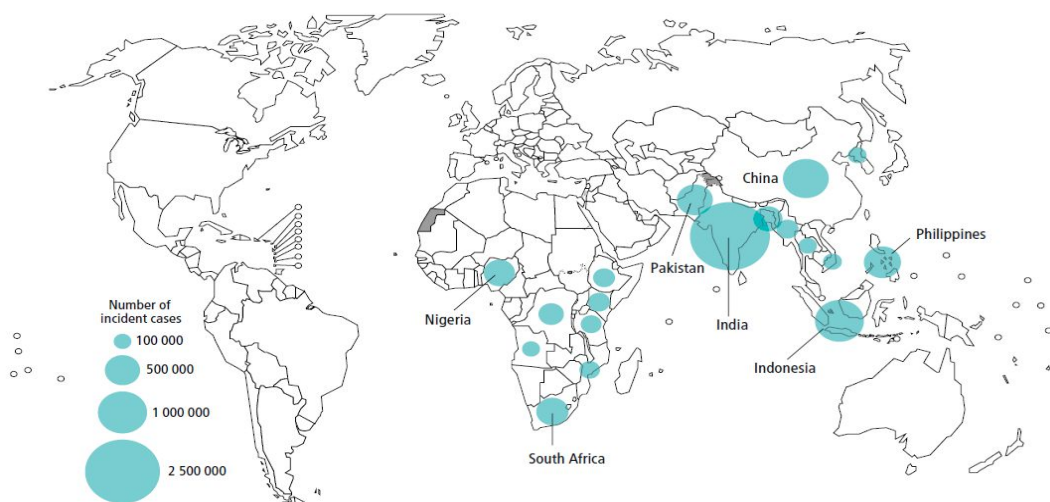 China
Philippines
Pakistan
India
Nigeria
Indonesia
South Africa
Number of
incident cases
100 000
500 000
1 000 000
2 500 000